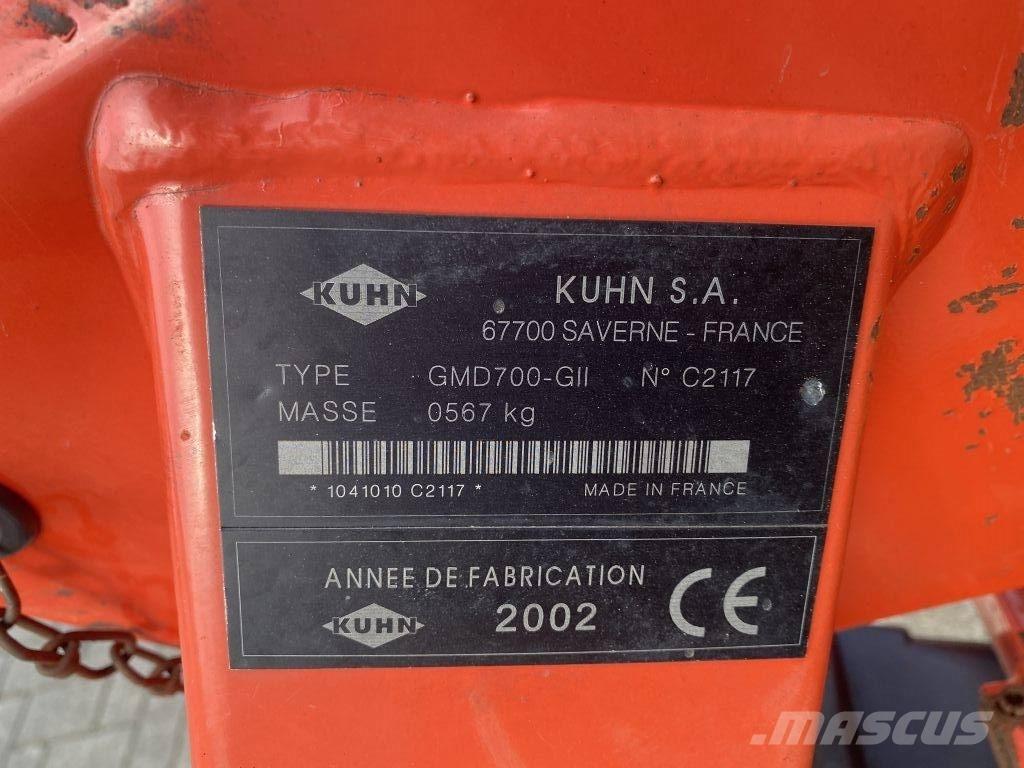 KUHN
KUHN S.A.
67700 SAVERNE - FRANCE
TYPE GMD700-GII N° C2117
MASSE 0567 kg
* 1041010 C2117 * MADE IN FRANCE
ANNEE DE FABRICATION
KUHN 2002 CE
MASCUS